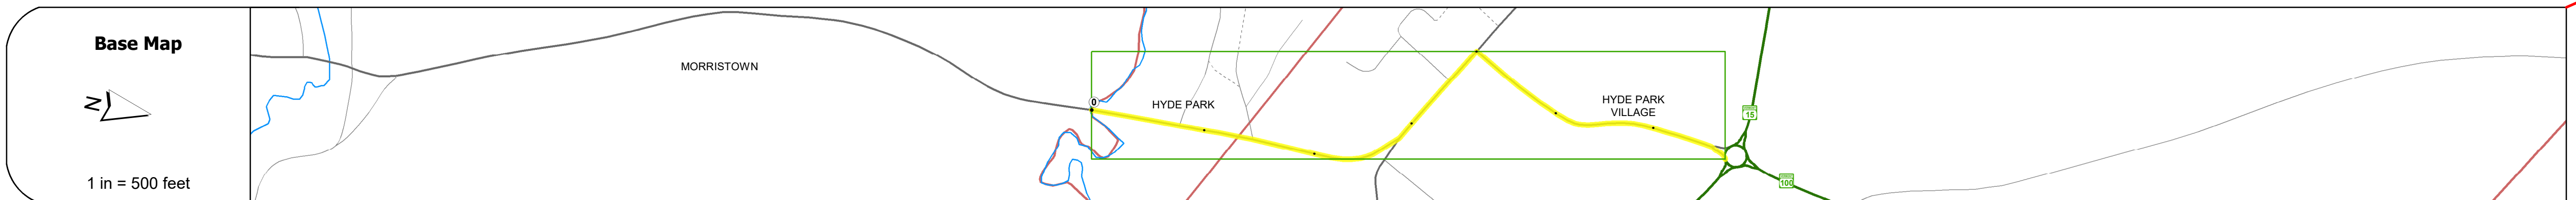 Base Map
N
1 in = 500 feet
MORRISTOWN
0
HYDE PARK
HYDE PARK
VILLAGE
15
100